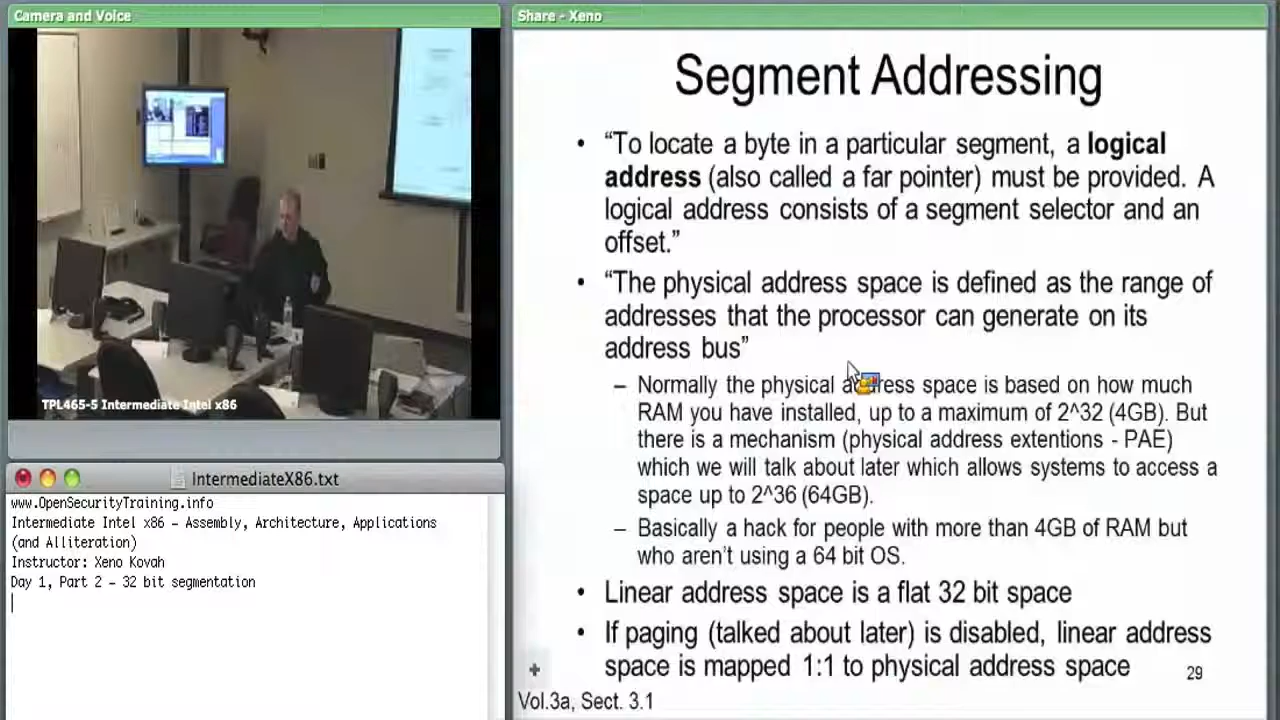 Camera and Voice
TPL465-5 Intermediate Intel x86
IntermediateX86.txt
www.OpenSecurityTraining.info
Intermediate Intel x86 – Assembly, Architecture, Applications
(and Alliteration)
Instructor: Xeno Kovah
Day 1, Part 2 – 32 bit segmentation
Share - Xeno
Segment Addressing
• “To locate a byte in a particular segment, a logical
address (also called a far pointer) must be provided. A
logical address consists of a segment selector and an
offset.”
• “The physical address space is defined as the range of
addresses that the processor can generate on its
address bus”
– Normally the physical address space is based on how much
RAM you have installed, up to a maximum of 2^32 (4GB). But
there is a mechanism (physical address extentions - PAE)
which we will talk about later which allows systems to access a
space up to 2^36 (64GB).
– Basically a hack for people with more than 4GB of RAM but
who aren’t using a 64 bit OS.
• Linear address space is a flat 32 bit space
• If paging (talked about later) is disabled, linear address
space is mapped 1:1 to physical address space
29
Vol.3a, Sect. 3.1